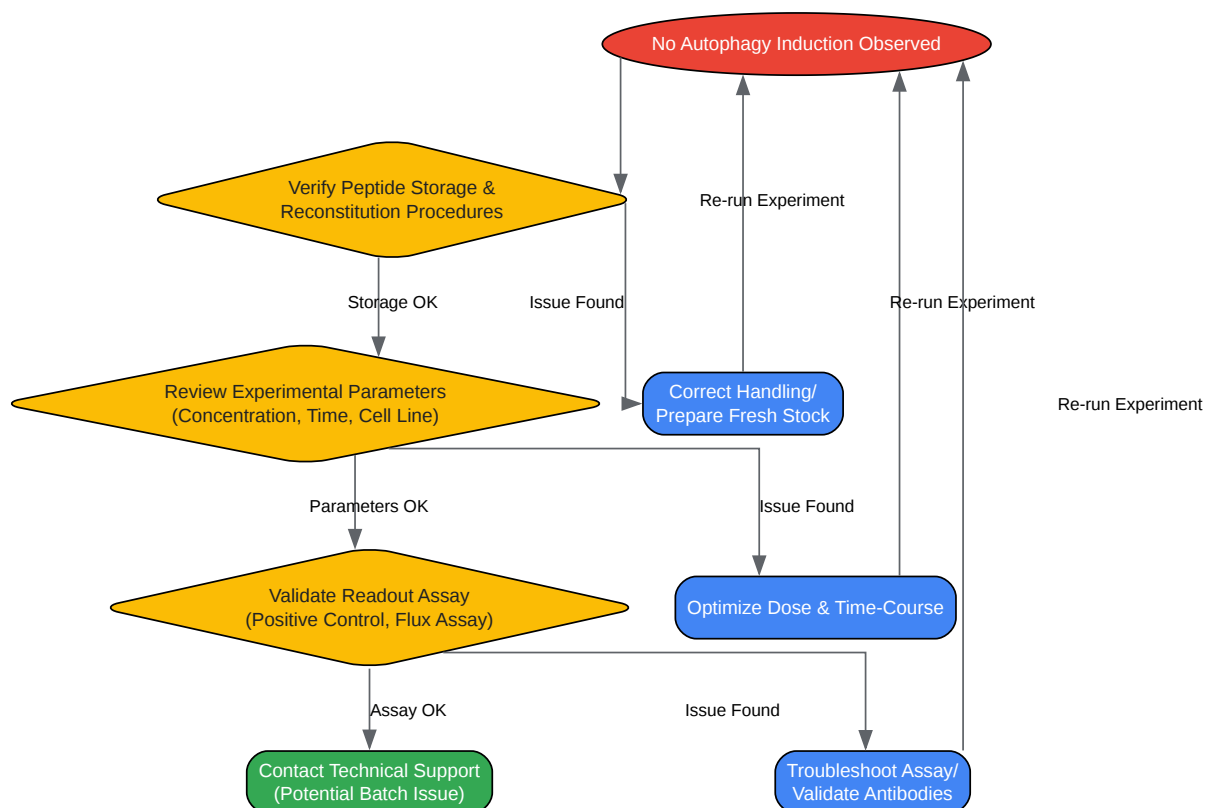 No Autophagy Induction Observed
Verify Peptide Storage &
Reconstitution Procedures
Re-run Experiment
Storage OK
Issue Found
Re-run Experiment
Review Experimental Parameters
(Concentration, Time, Cell Line)
Correct Handling/
Prepare Fresh Stock
Re-run Experiment
Parameters OK
Issue Found
Validate Readout Assay
(Positive Control, Flux Assay)
Optimize Dose & Time-Course
Assay OK
Issue Found
Contact Technical Support
(Potential Batch Issue)
Troubleshoot Assay/
Validate Antibodies